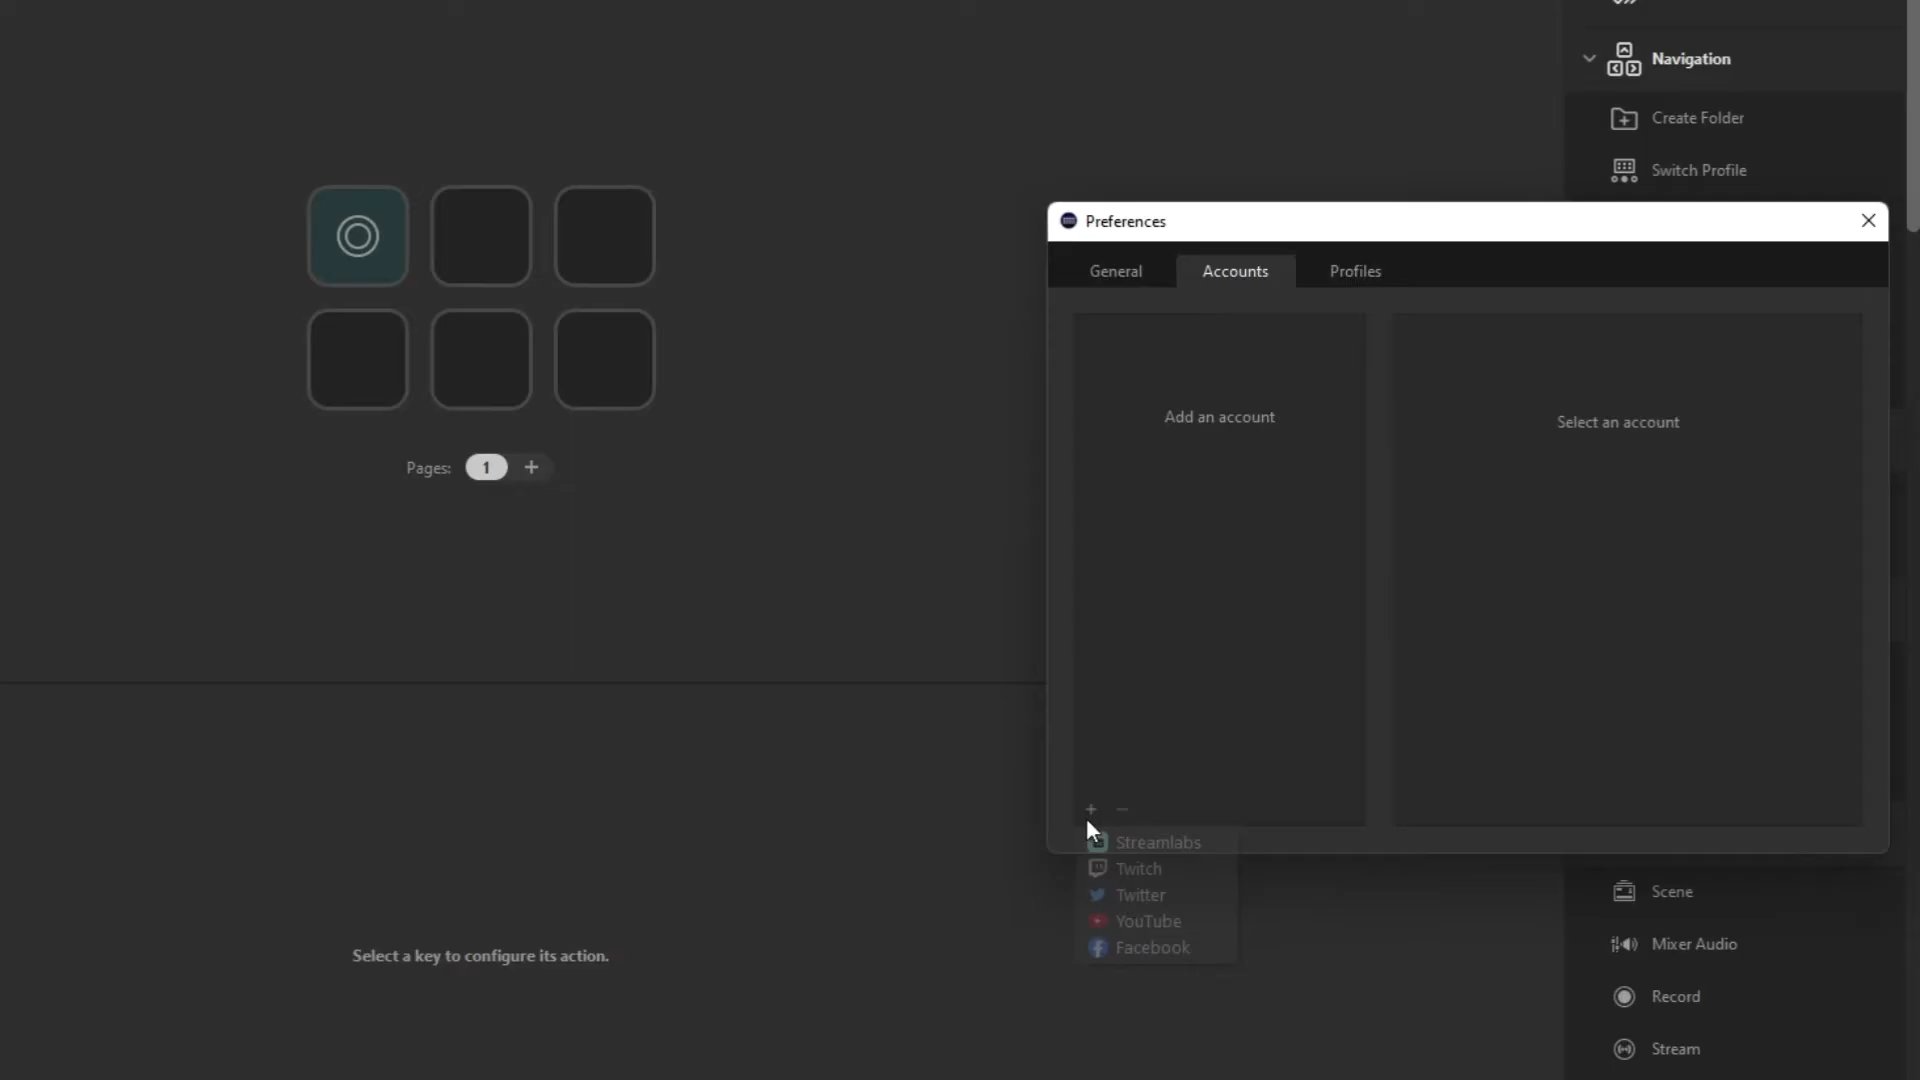 Navigation
Create Folder
Switch Profile
Preferences
General
Accounts
Profiles
Add an account
Select an account
Pages:
1
+
+ −
Streamlabs
Twitch
Twitter
YouTube
Facebook
Select a key to configure its action.
Scene
Mixer Audio
Record
Stream